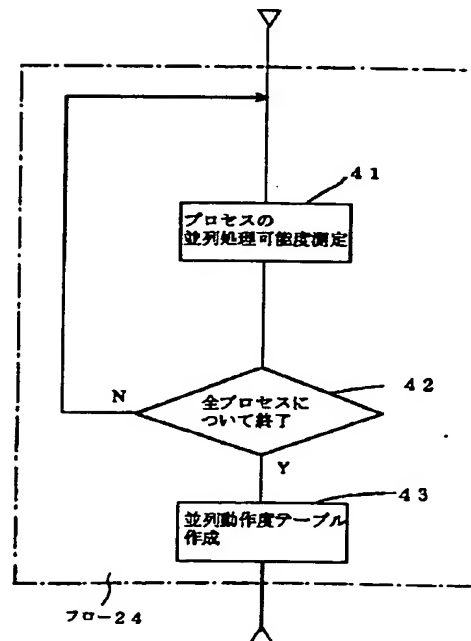 41
プロセスの
並列処理可能度測定
42
N
全プロセスに
ついて終了
Y
43
並列動作度テーブル
作成
フロー24